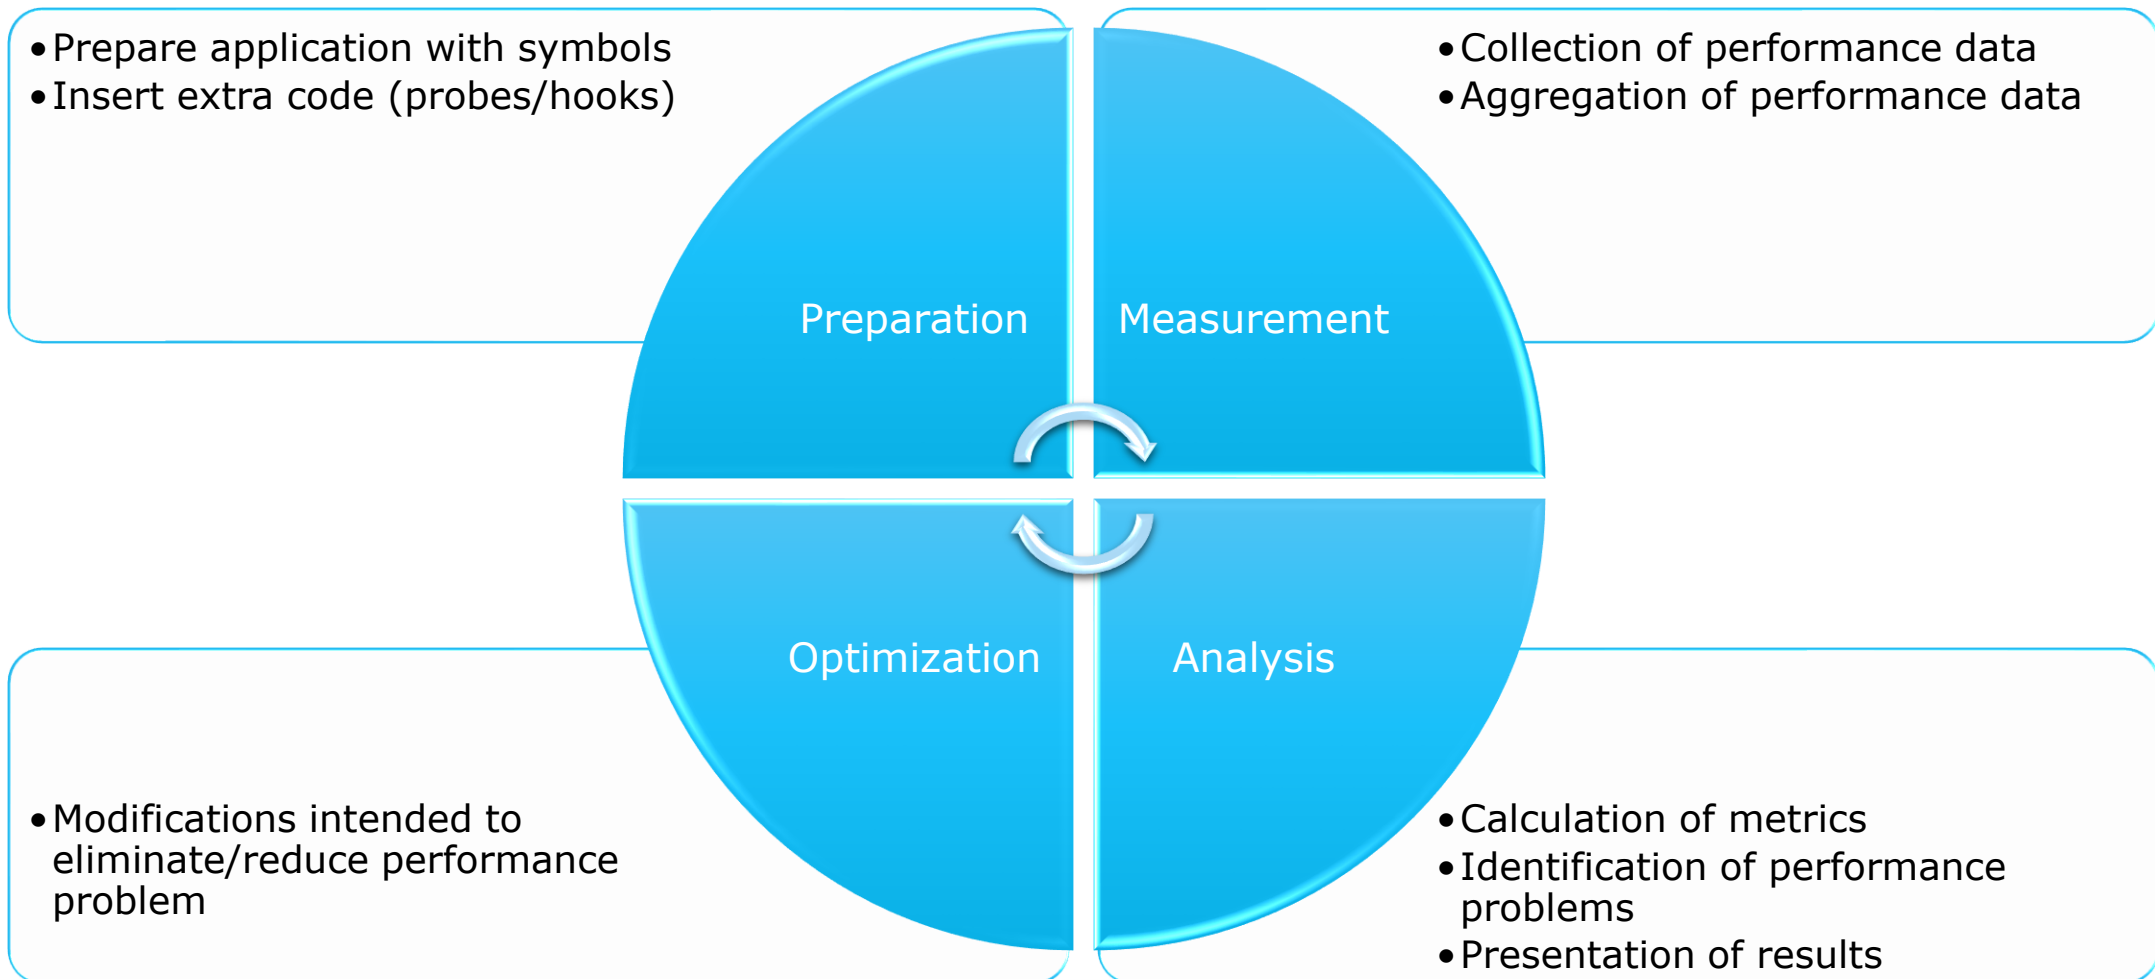 •Prepare application with symbols
•Insert extra code (probes/hooks)
•Collection of performance data
•Aggregation of performance data
Preparation
Measurement
Optimization
Analysis
•Modifications intended to
eliminate/reduce performance
problem
•Calculation of metrics
•Identification of performance
problems
•Presentation of results